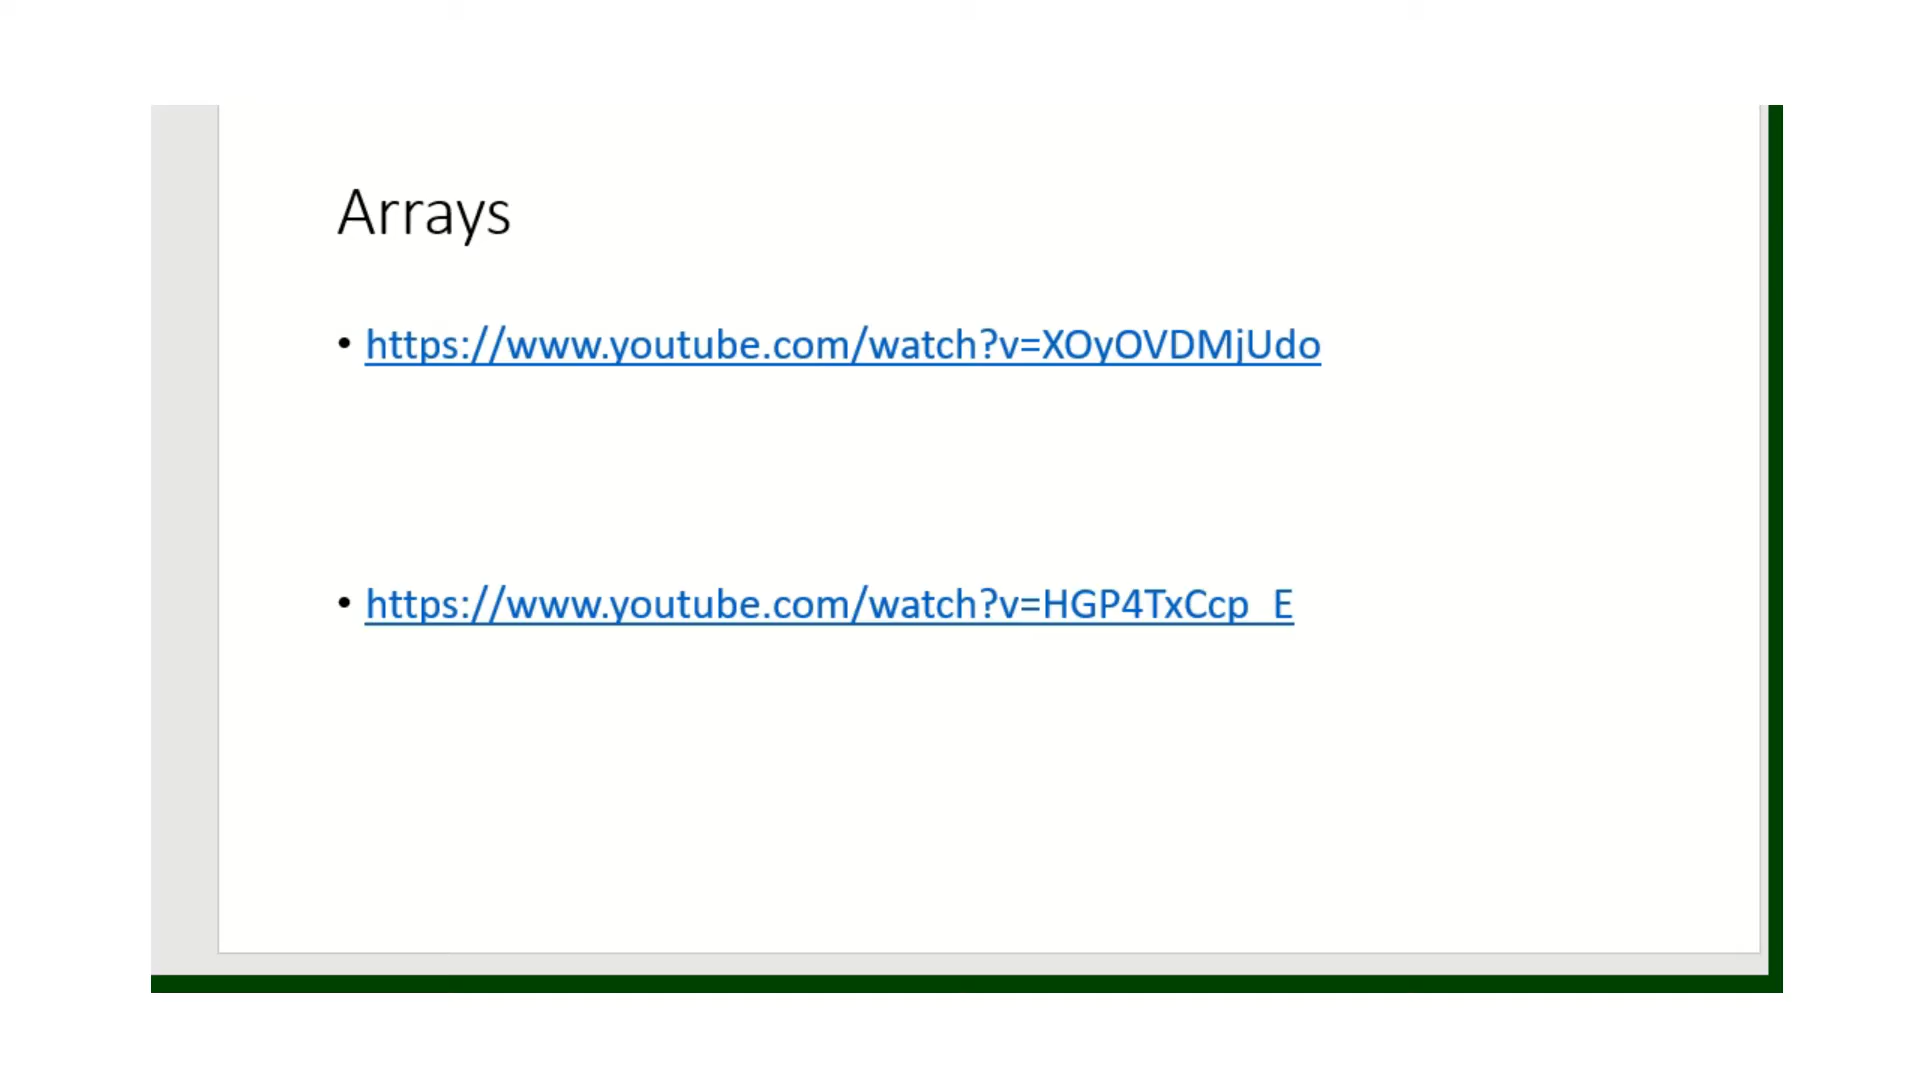 Arrays
• https://www.youtube.com/watch?v=XOyOVDMjUdo
• https://www.youtube.com/watch?v=HGP4TxCcp_E